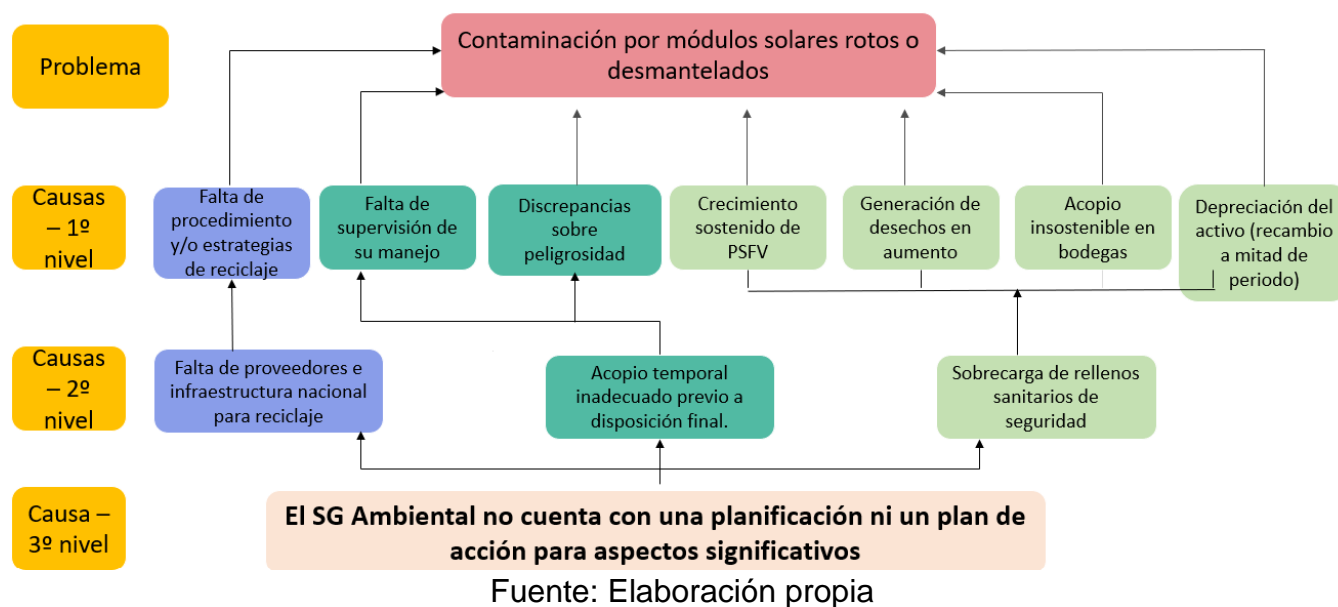 Problema
Contaminación por módulos solares rotos o
desmantelados
Causas
– 1º
nivel
Falta de
procedimiento
y/o estrategias
de reciclaje
Falta de
supervisión de
su manejo
Discrepancias
sobre
peligrosidad
Crecimiento
sostenido de
PSFV
Generación de
desechos en
aumento
Acopio
insostenible en
bodegas
Depreciación del
activo (recambio
a mitad de
periodo)
Causas
– 2º
nivel
Falta de proveedores e
infraestructura nacional
para reciclaje
Acopio temporal
inadecuado previo a
disposición final.
Sobrecarga de rellenos
sanitarios de
seguridad
Causa –
3º nivel
El SG Ambiental no cuenta con una planificación ni un plan de
acción para aspectos significativos
Fuente: Elaboración propia